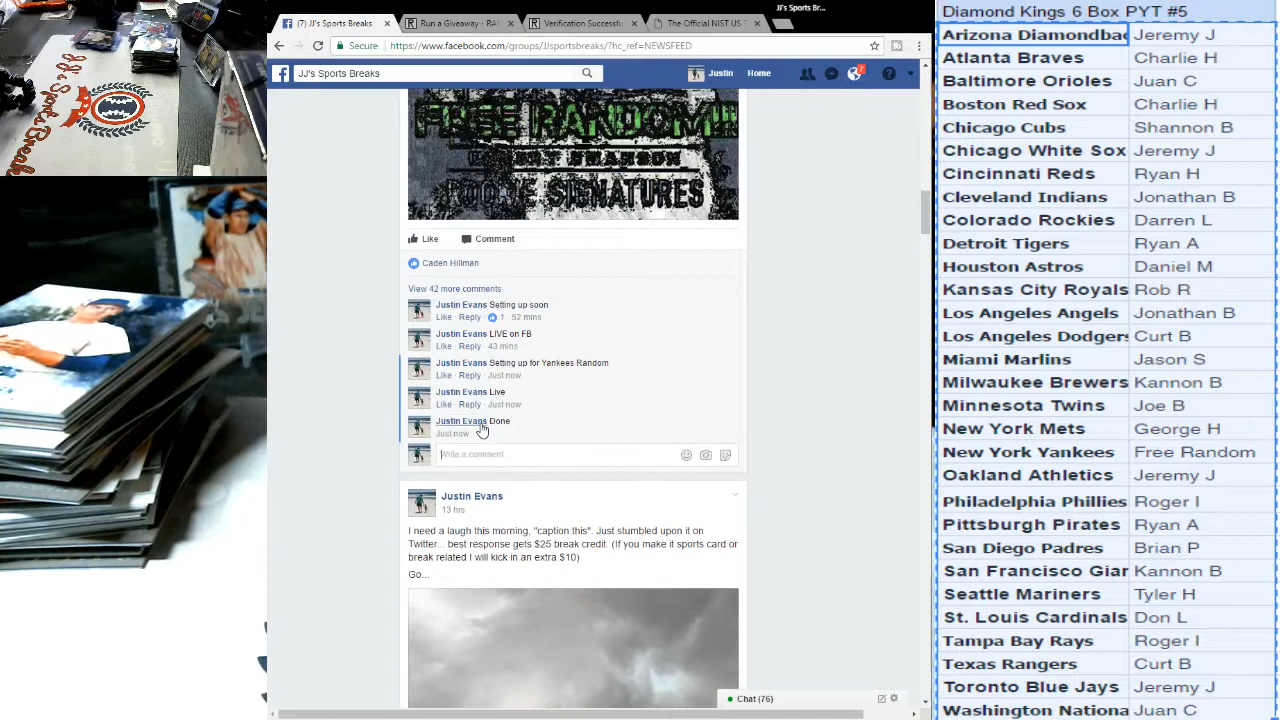 JJ's Sports Br...
(7) JJ's Sports Breaks
Run a Giveaway - RAN
Verification Successfu
The Official NIST US T
Secure https://www.facebook.com/groups/JJsportsbreaks/?hc_ref=NEWSFEED
JJ's Sports Breaks
Justin Home
7
FREE RANDOM
SWANSON
ROOKIE SIGNATURES
Like Comment
Caden Hillman
View 42 more comments
Justin Evans Setting up soon
Like · Reply · 1 · 52 mins
Justin Evans LIVE on FB
Like · Reply · 43 mins
Justin Evans Setting up for Yankees Random
Like · Reply · Just now
Justin Evans Live
Like · Reply · Just now
Justin Evans Done
Just now
Write a comment
Justin Evans
13 hrs
I need a laugh this morning, "caption this". Just stumbled upon it on
Twitter... best response gets $25 break credit (If you make it sports card or
break related I will kick in an extra $10)
Go...
Chat (76)
JJ's Sports Break
Diamond Kings 6 Box PYT #5
Arizona Diamondbac Jeremy J
Atlanta Braves Charlie H
Baltimore Orioles Juan C
Boston Red Sox Charlie H
Chicago Cubs Shannon B
Chicago White Sox Jeremy J
Cincinnati Reds Ryan H
Cleveland Indians Jonathan B
Colorado Rockies Darren L
Detroit Tigers Ryan A
Houston Astros Daniel M
Kansas City Royals Rob R
Los Angeles Angels Jonathan B
Los Angeles Dodgers Curt B
Miami Marlins Jason S
Milwaukee Brewers Kannon B
Minnesota Twins Joe B
New York Mets George H
New York Yankees Free Random
Oakland Athletics Jeremy J
Philadelphia Phillies Roger I
Pittsburgh Pirates Ryan A
San Diego Padres Brian P
San Francisco Gian Kannon B
Seattle Mariners Tyler H
St. Louis Cardinals Don L
Tampa Bay Rays Roger I
Texas Rangers Curt B
Toronto Blue Jays Jeremy J
Washington Nationa Juan C